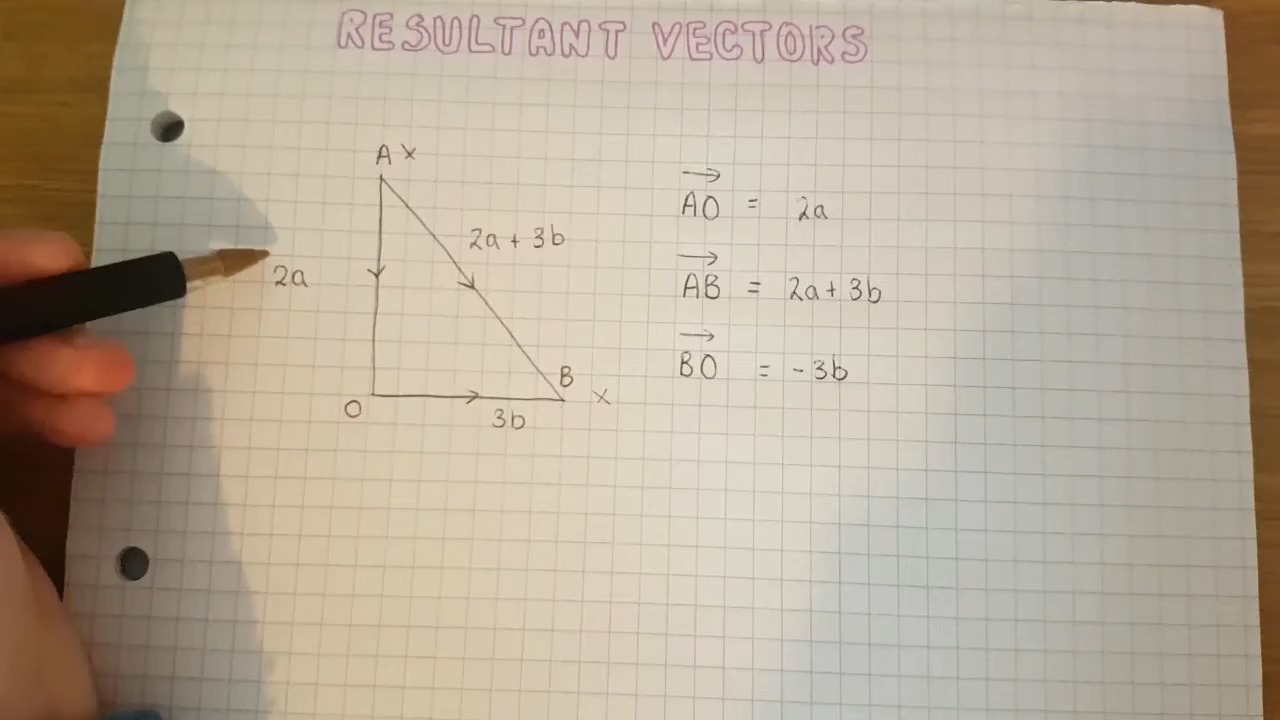 RESULTANT VECTORS
A x
2a + 3b
2a
B x
O
3b
AO = 2a
AB = 2a + 3b
BO = -3b